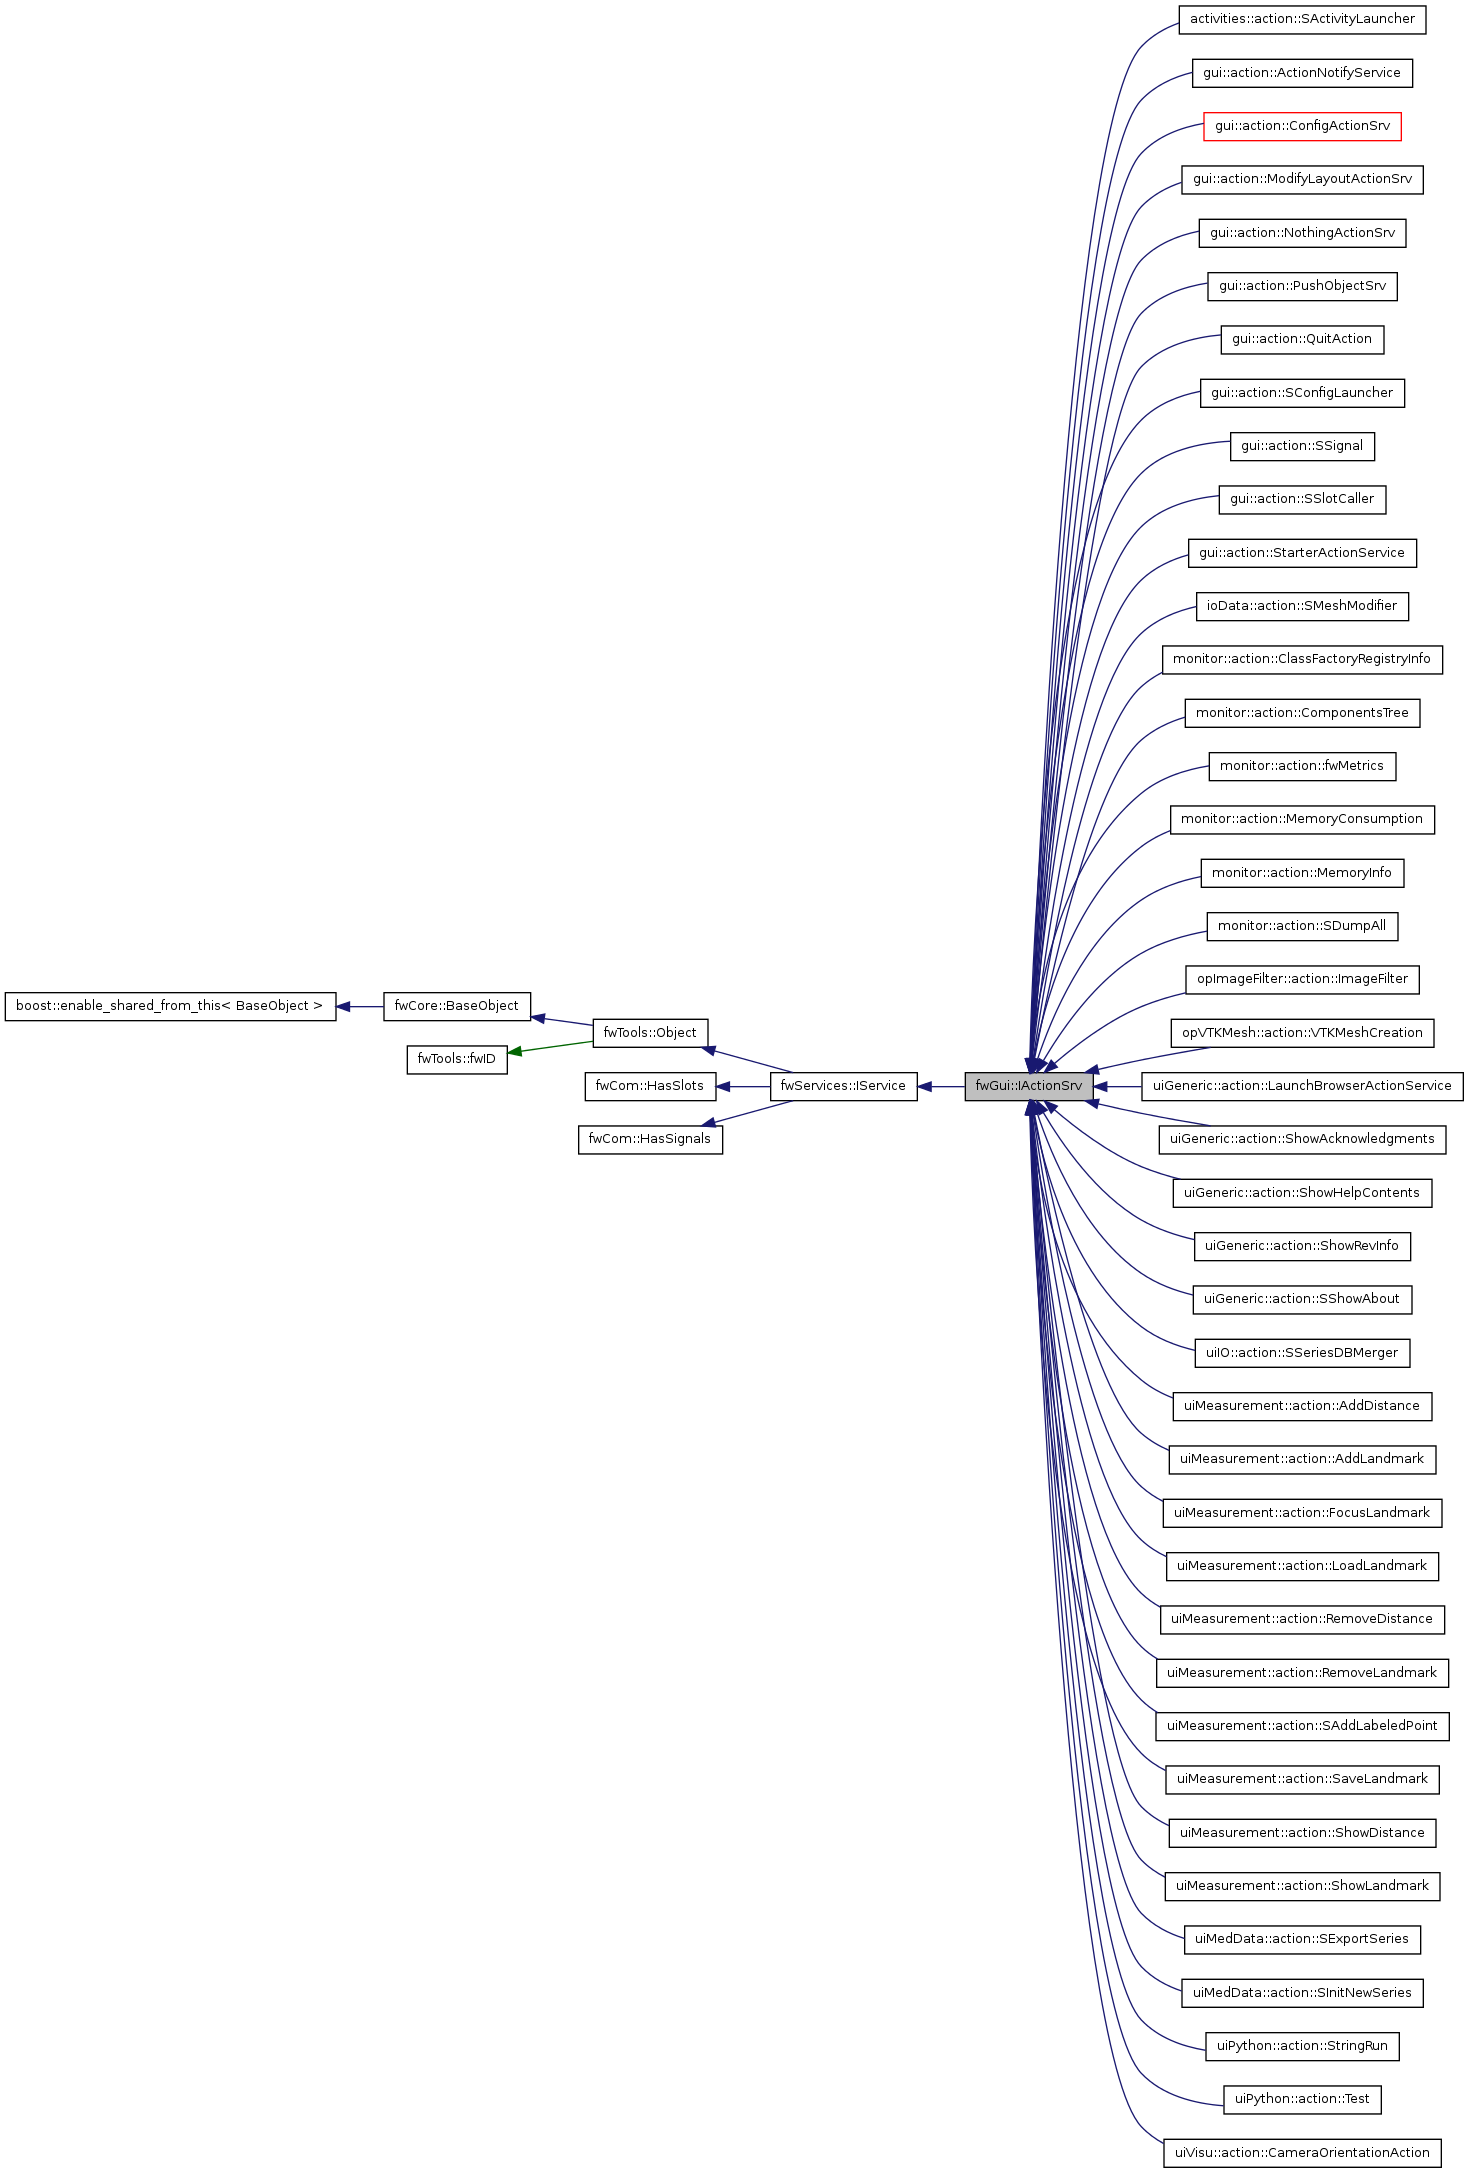 activities::action::SActivityLauncher
gui::action::ActionNotifyService
gui::action::ConfigActionSrv
gui::action::ModifyLayoutActionSrv
gui::action::NothingActionSrv
gui::action::PushObjectSrv
gui::action::QuitAction
gui::action::SConfigLauncher
gui::action::SSignal
gui::action::SSlotCaller
gui::action::StarterActionService
ioData::action::SMeshModifier
monitor::action::ClassFactoryRegistryInfo
monitor::action::ComponentsTree
monitor::action::fwMetrics
monitor::action::MemoryConsumption
monitor::action::MemoryInfo
monitor::action::SDumpAll
opImageFilter::action::ImageFilter
boost::enable_shared_from_this< BaseObject >
fwCore::BaseObject
fwTools::Object
opVTKMesh::action::VTKMeshCreation
fwTools::fwID
fwCom::HasSlots
fwServices::IService
fwGui::IActionSrv
uiGeneric::action::LaunchBrowserActionService
fwCom::HasSignals
uiGeneric::action::ShowAcknowledgments
uiGeneric::action::ShowHelpContents
uiGeneric::action::ShowRevInfo
uiGeneric::action::SShowAbout
uiIO::action::SSeriesDBMerger
uiMeasurement::action::AddDistance
uiMeasurement::action::AddLandmark
uiMeasurement::action::FocusLandmark
uiMeasurement::action::LoadLandmark
uiMeasurement::action::RemoveDistance
uiMeasurement::action::RemoveLandmark
uiMeasurement::action::SAddLabeledPoint
uiMeasurement::action::SaveLandmark
uiMeasurement::action::ShowDistance
uiMeasurement::action::ShowLandmark
uiMedData::action::SExportSeries
uiMedData::action::SInitNewSeries
uiPython::action::StringRun
uiPython::action::Test
uiVisu::action::CameraOrientationAction